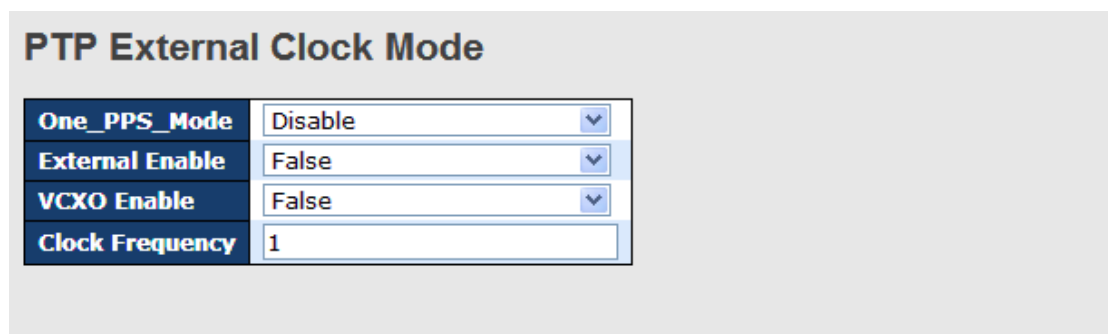 PTP External Clock Mode
One_PPS_Mode Disable
External Enable False
VCXO Enable False
Clock Frequency 1